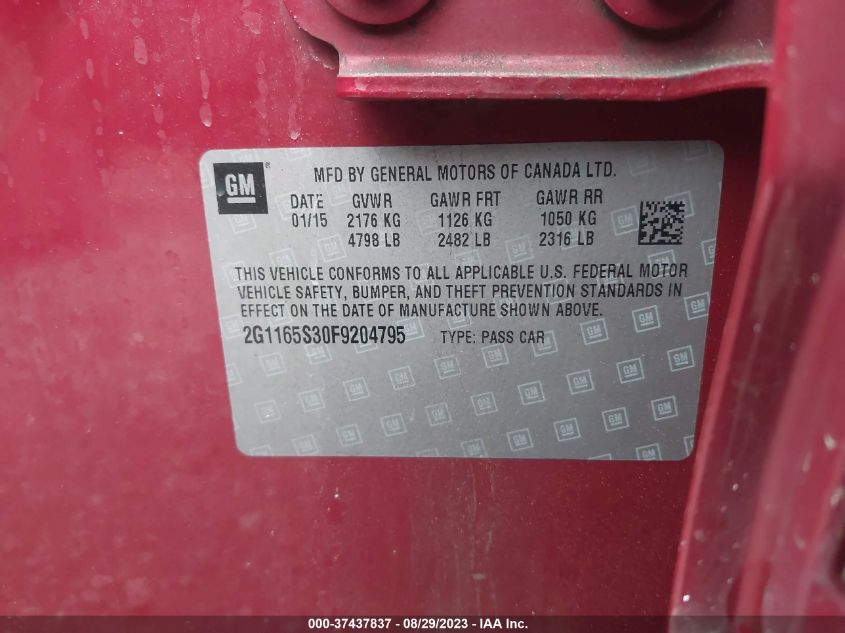 GM ® MFD BY GENERAL MOTORS OF CANADA LTD.
DATE GVWR GAWR FRT GAWR RR
01/15 2176 KG 1126 KG 1050 KG
4798 LB 2482 LB 2316 LB
THIS VEHICLE CONFORMS TO ALL APPLICABLE U.S. FEDERAL MOTOR
VEHICLE SAFETY, BUMPER, AND THEFT PREVENTION STANDARDS IN
EFFECT ON THE DATE OF MANUFACTURE SHOWN ABOVE.
2G1165S30F9204795 TYPE: PASS CAR
000-37437837 - 08/29/2023 - IAA Inc.